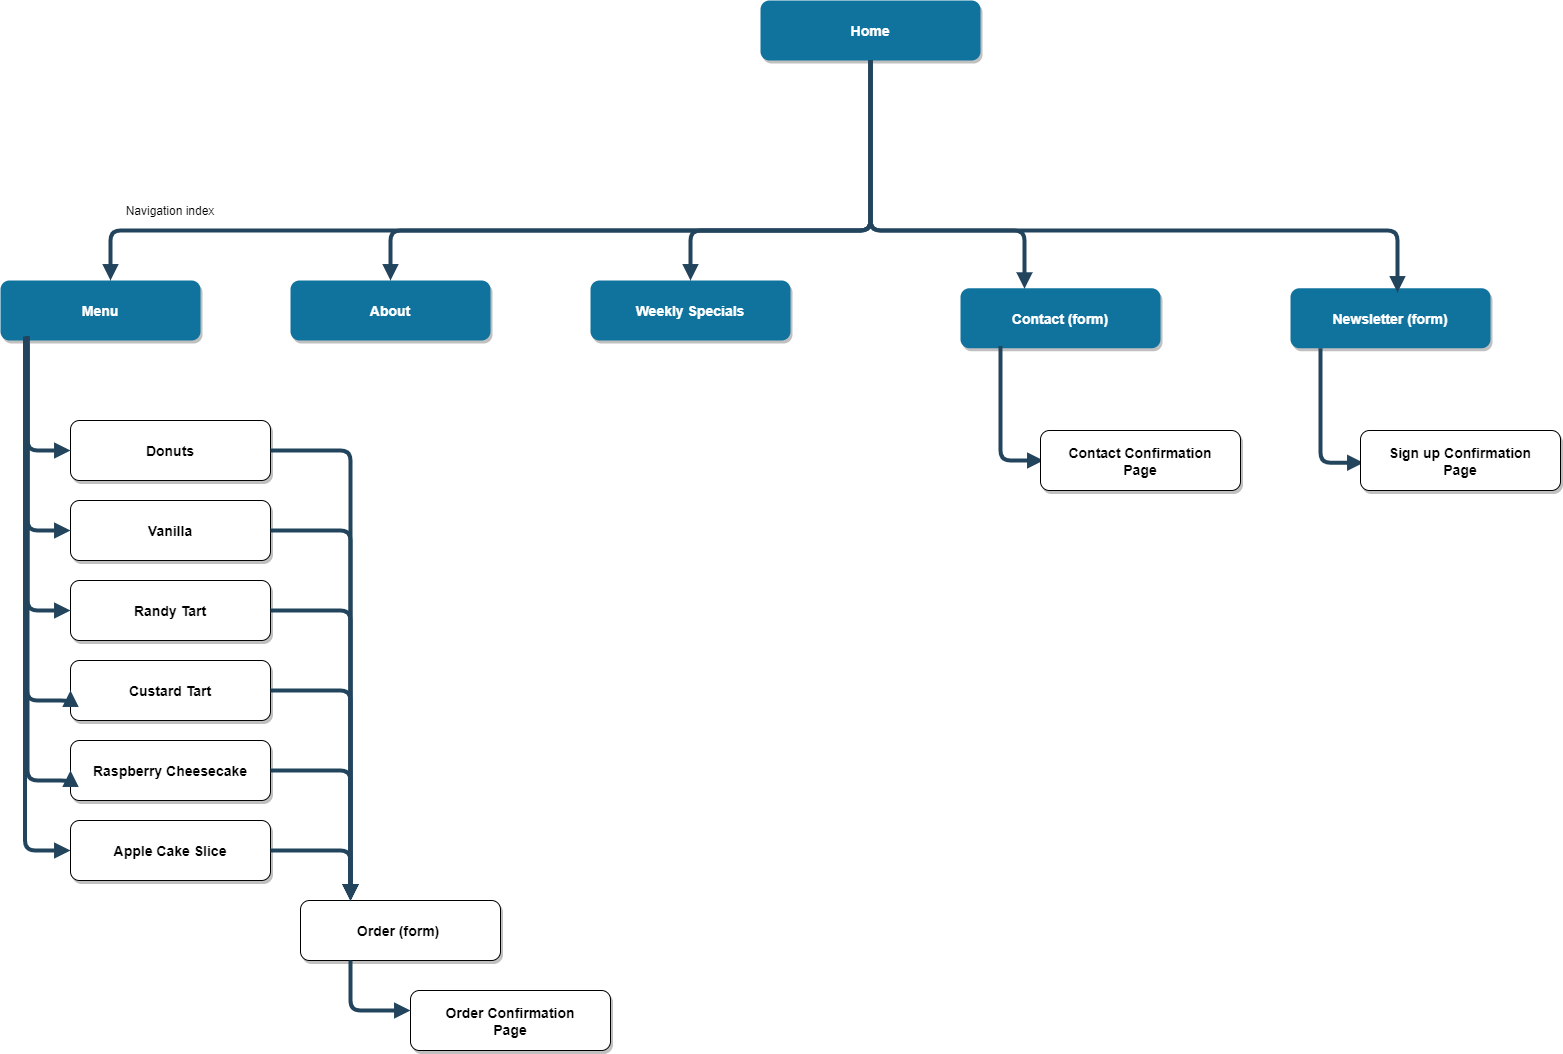 Home
Navigation index
Menu
About
Weekly Specials
Contact (form)
Newsletter (form)
Donuts
Vanilla
Randy Tart
Custard Tart
Raspberry Cheesecake
Apple Cake Slice
Contact Confirmation
Page
Sign up Confirmation
Page
Order (form)
Order Confirmation
Page